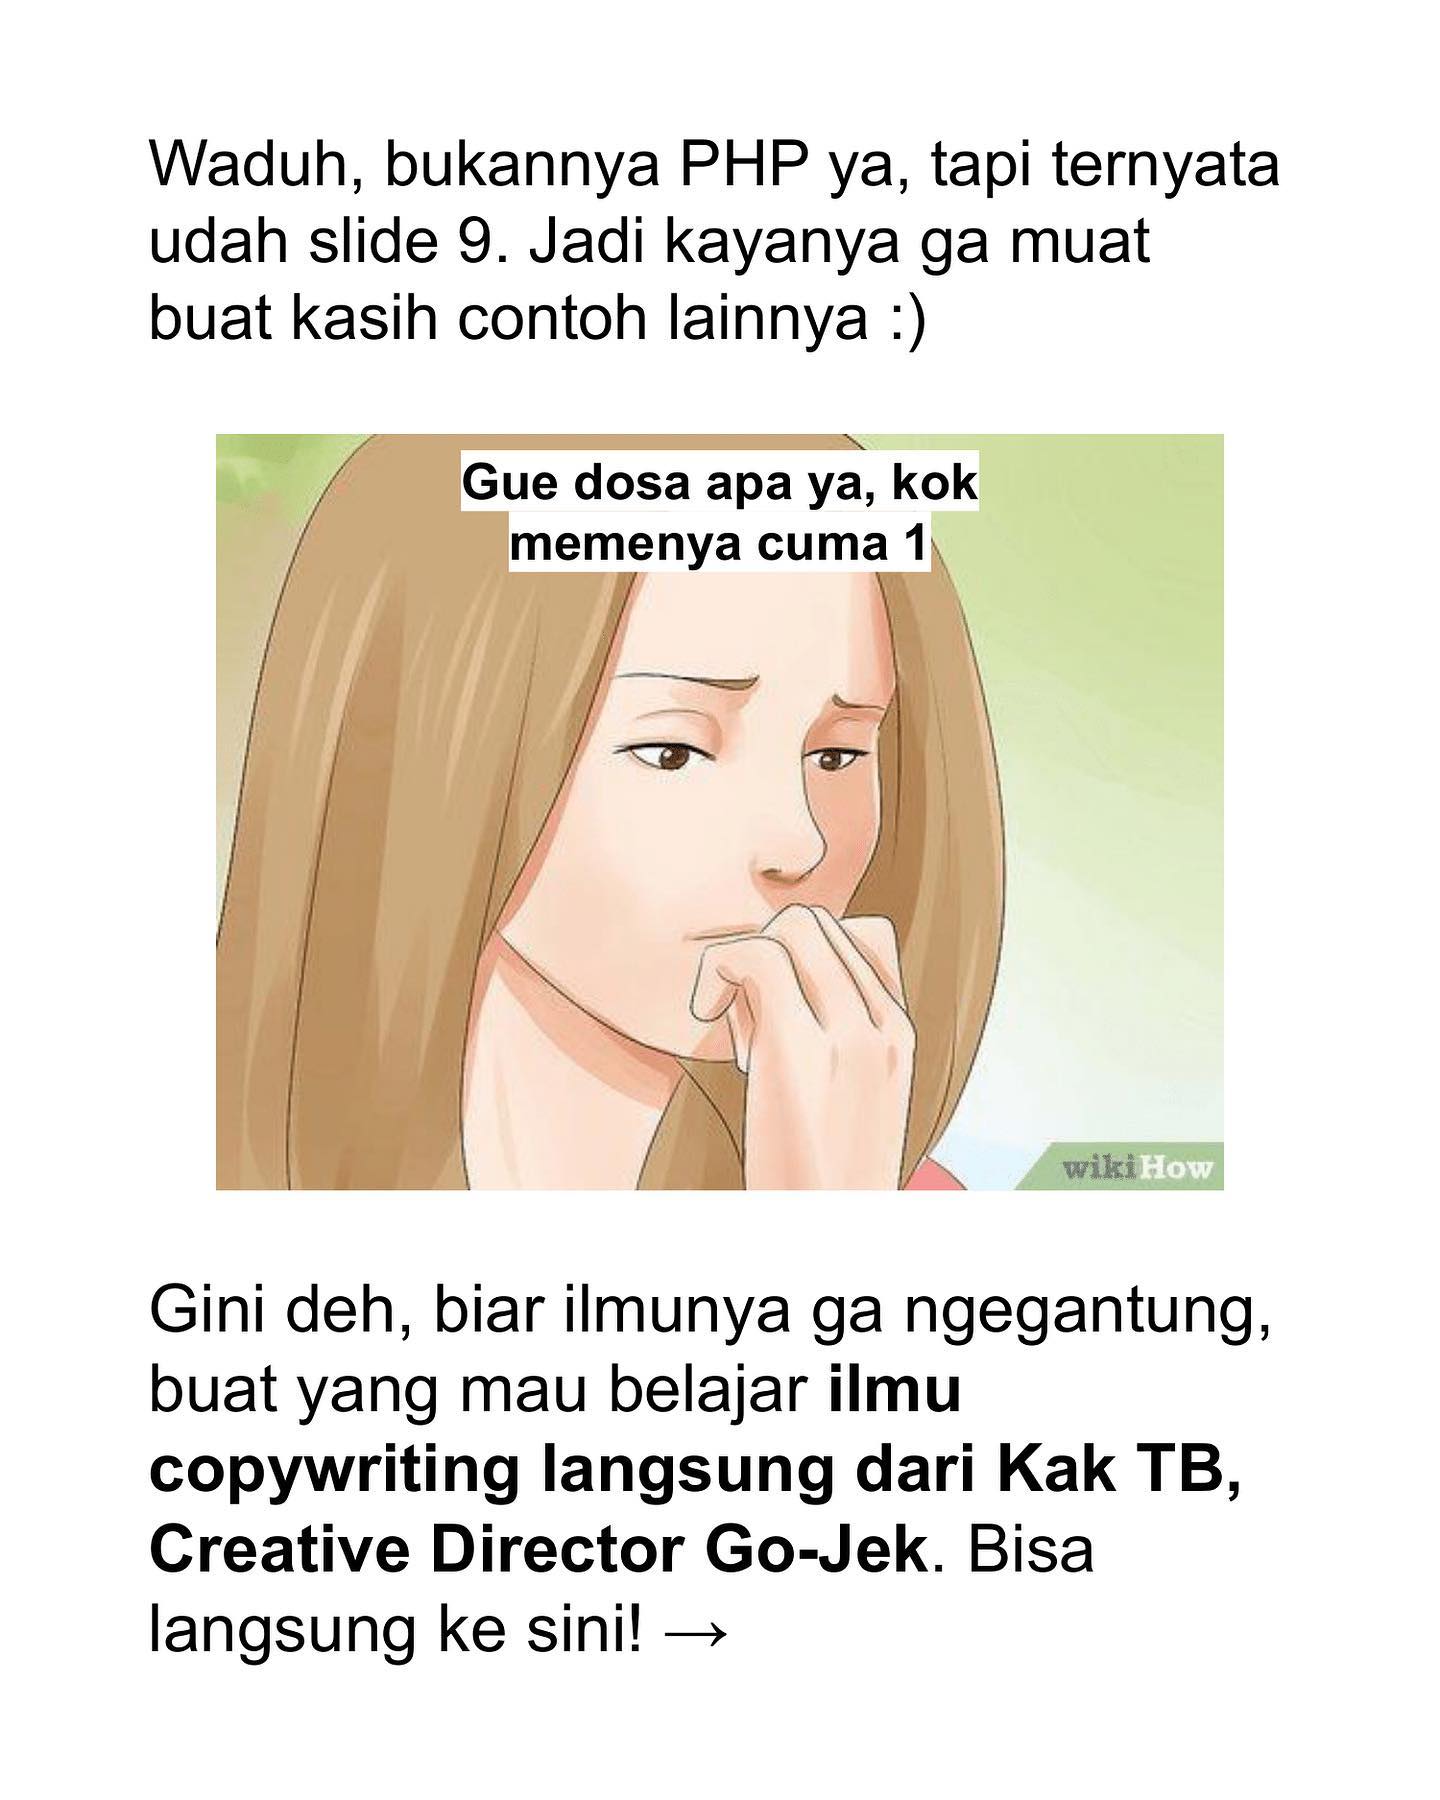 Waduh, bukannya PHP ya, tapi ternyata
udah slide 9. Jadi kayanya ga muat
buat kasih contoh lainnya :)
Gue dosa apa ya, kok
memenya cuma 1
wikiHow
Gini deh, biar ilmunya ga ngegantung,
buat yang mau belajar ilmu
copywriting langsung dari Kak TB,
Creative Director Go-Jek. Bisa
langsung ke sini! →